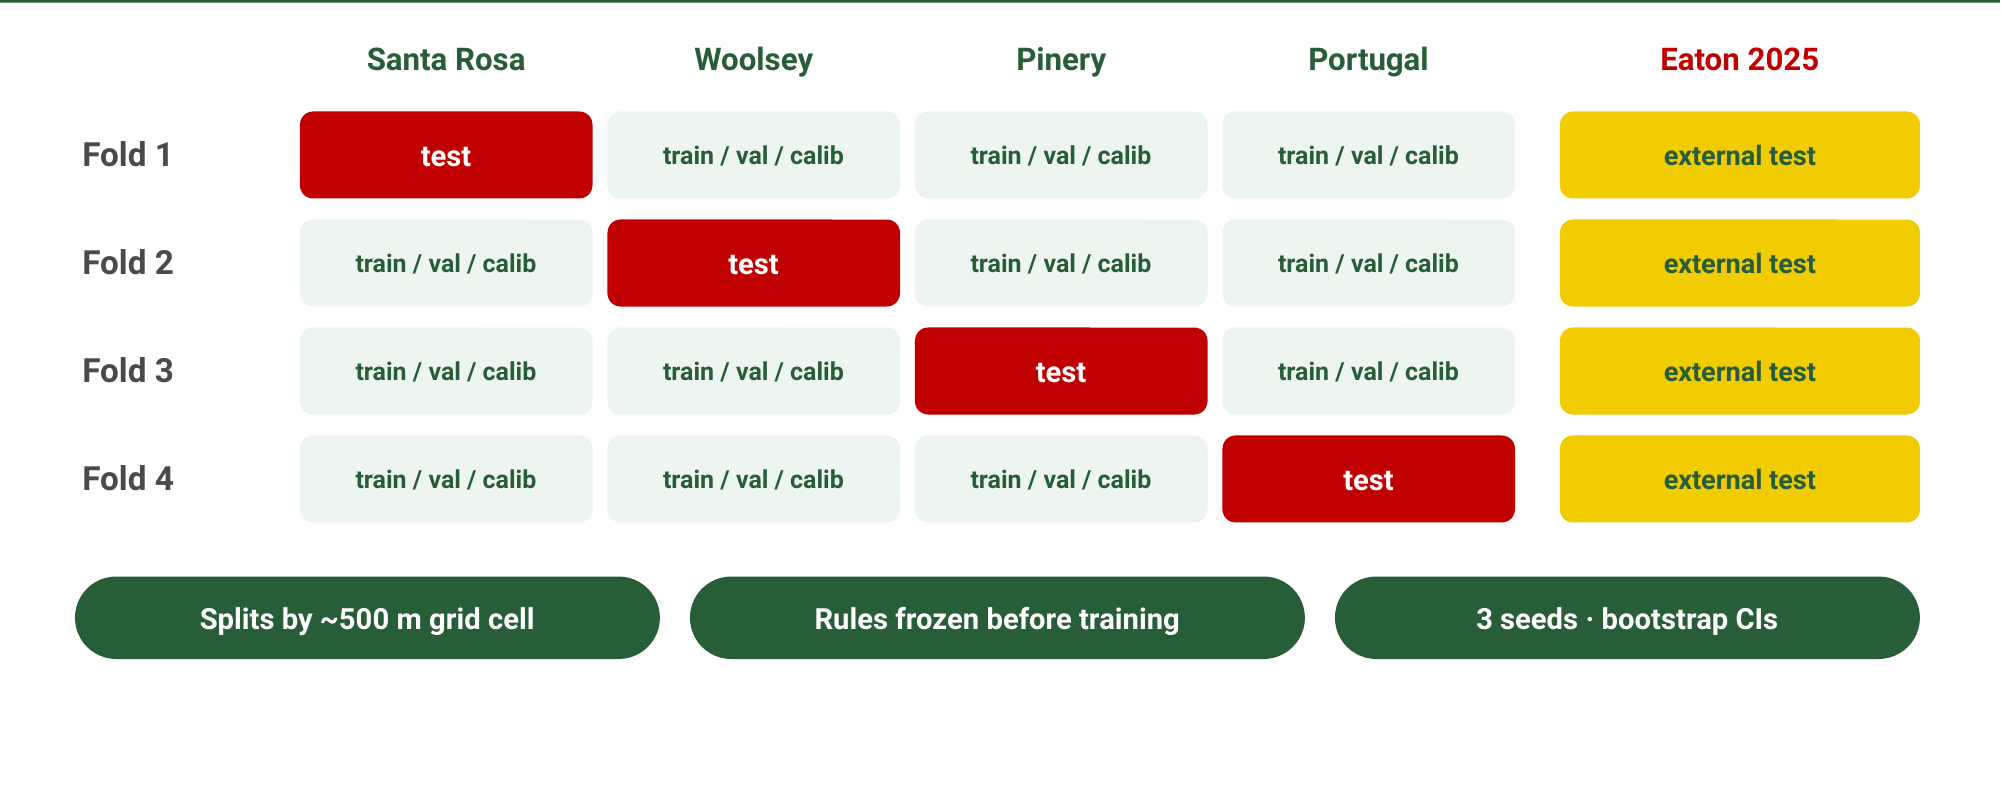 Santa Rosa Woolsey Pinery Portugal Eaton 2025
Fold 1 test train / val / calib train / val / calib train / val / calib external test
Fold 2 train / val / calib test train / val / calib train / val / calib external test
Fold 3 train / val / calib train / val / calib test train / val / calib external test
Fold 4 train / val / calib train / val / calib train / val / calib test external test
Splits by ~500 m grid cell Rules frozen before training 3 seeds · bootstrap CIs